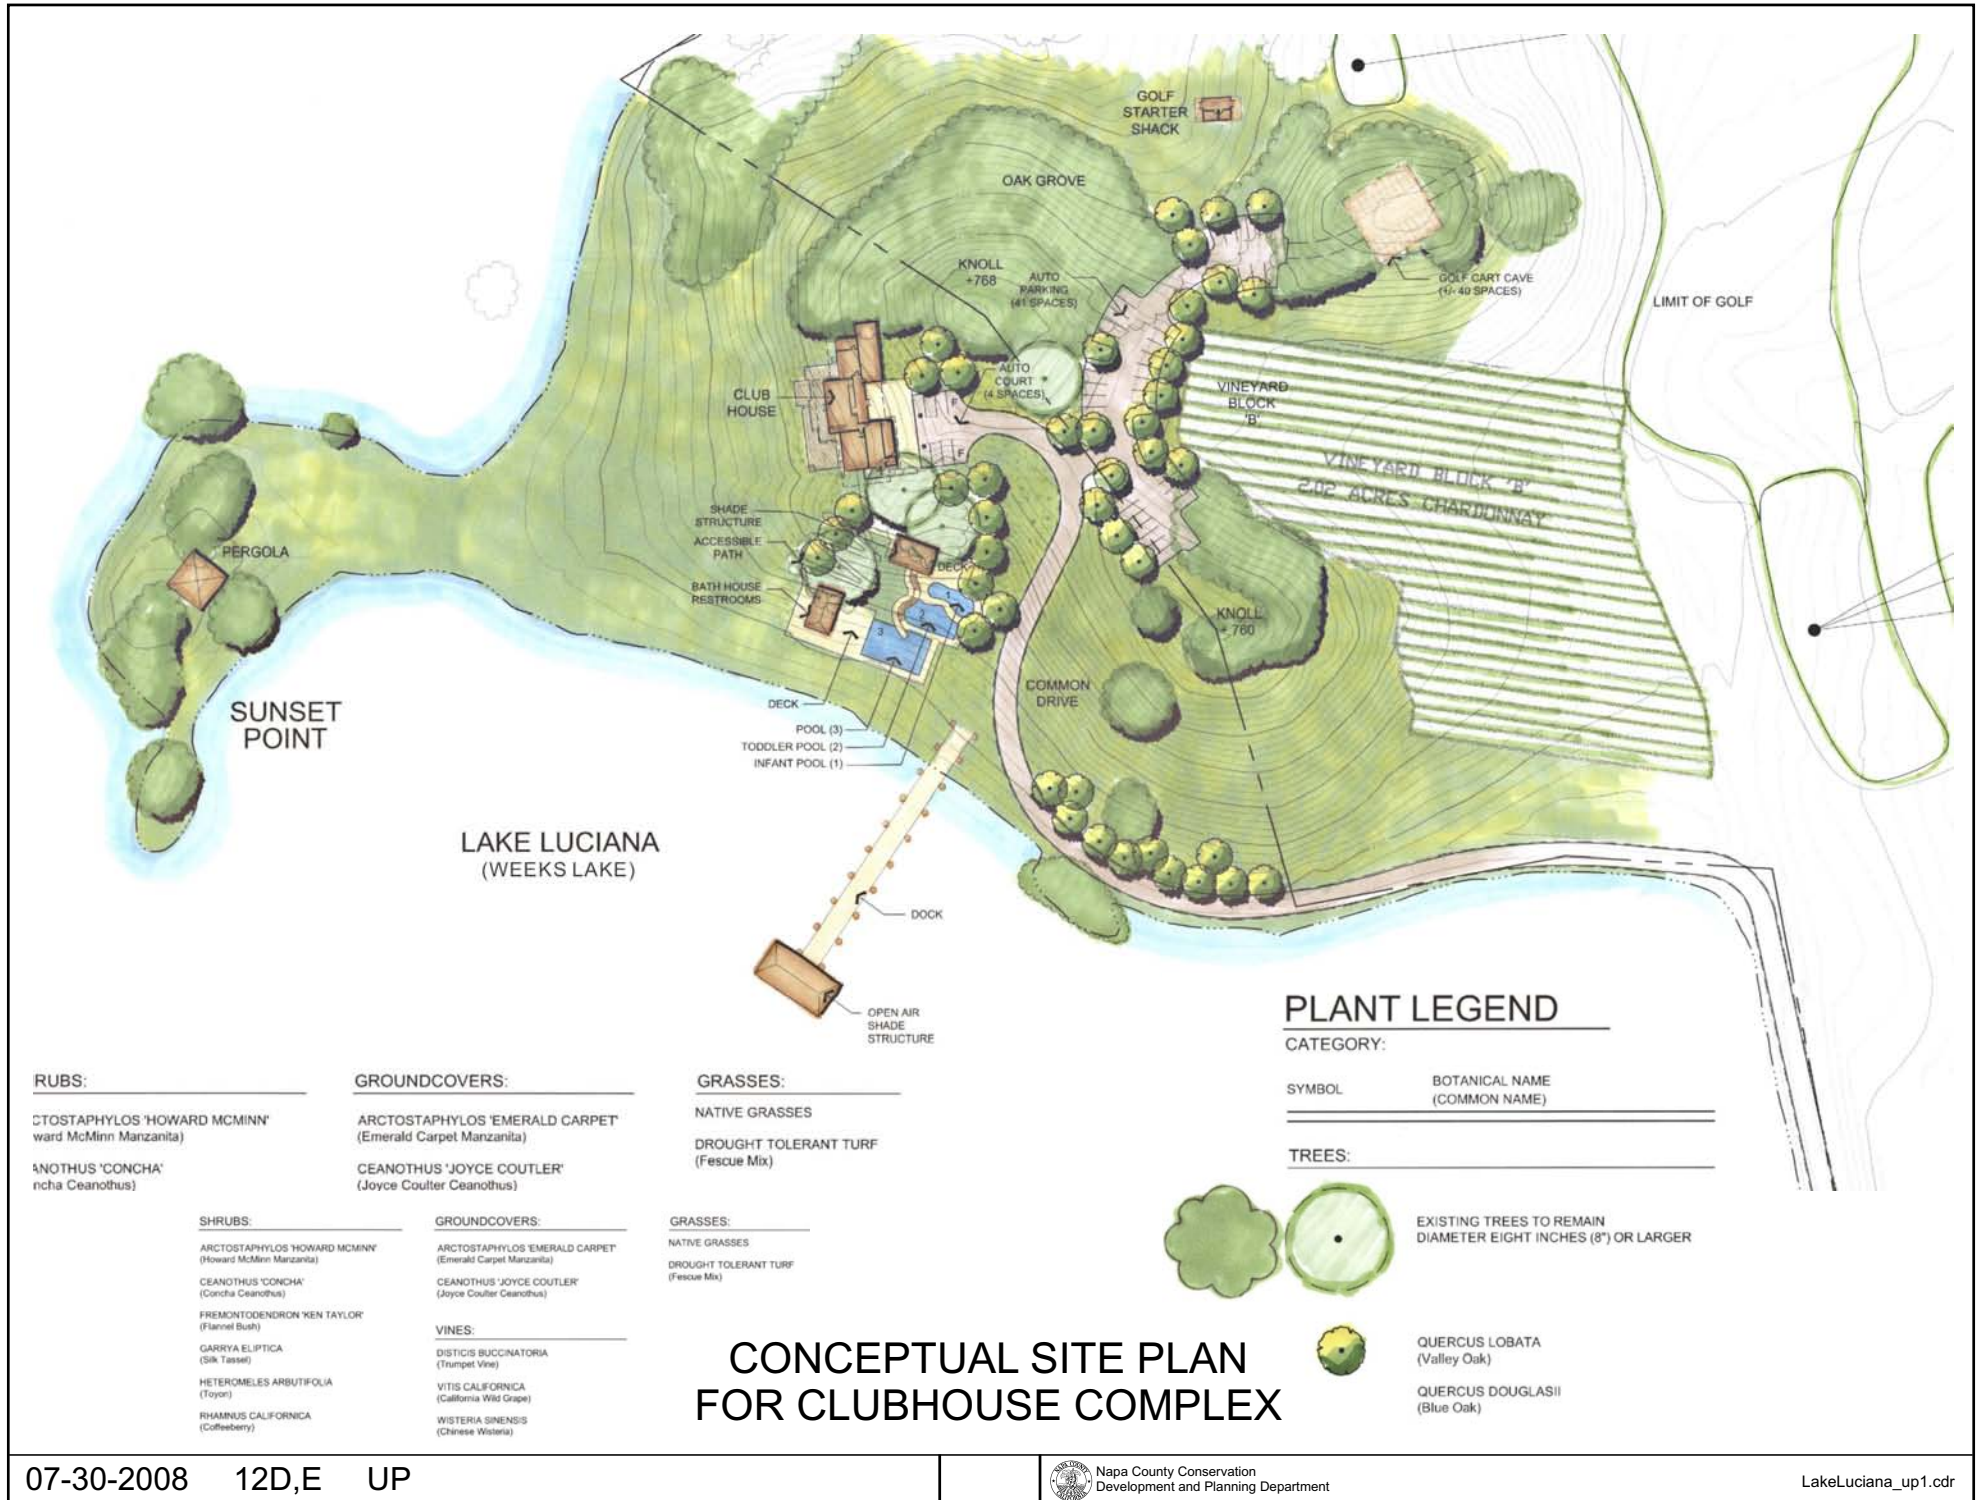 GOLF
STARTER
SHACK
OAK GROVE
KNOLL
+768
AUTO
PARKING
(41 SPACES)
GOLF CART CAVE
(+/- 40 SPACES)
LIMIT OF GOLF
AUTO
COURT
(4 SPACES)
CLUB
HOUSE
F
F
VINEYARD
BLOCK
'B'
VINEYARD BLOCK 'B'
2.02 ACRES CHARDONNAY
SHADE
STRUCTURE
ACCESSIBLE
PATH
BATH HOUSE
RESTROOMS
DECK
1
2
3
PERGOLA
KNOLL
+ 760
COMMON
DRIVE
SUNSET
POINT
DECK
POOL (3)
TODDLER POOL (2)
INFANT POOL (1)
LAKE LUCIANA
(WEEKS LAKE)
DOCK
OPEN AIR
SHADE
STRUCTURE
PLANT LEGEND
CATEGORY:
SYMBOL
BOTANICAL NAME
(COMMON NAME)
TREES:
EXISTING TREES TO REMAIN
DIAMETER EIGHT INCHES (8") OR LARGER
QUERCUS LOBATA
(Valley Oak)
QUERCUS DOUGLASII
(Blue Oak)
RUBS:
CTOSTAPHYLOS 'HOWARD MCMINN'
ward McMinn Manzanita)
ANOTHUS 'CONCHA'
ncha Ceanothus)
GROUNDCOVERS:
ARCTOSTAPHYLOS 'EMERALD CARPET'
(Emerald Carpet Manzanita)
CEANOTHUS 'JOYCE COUTLER'
(Joyce Coulter Ceanothus)
GRASSES:
NATIVE GRASSES
DROUGHT TOLERANT TURF
(Fescue Mix)
SHRUBS:
ARCTOSTAPHYLOS 'HOWARD MCMINN'
(Howard McMinn Manzanita)
CEANOTHUS 'CONCHA'
(Concha Ceanothus)
FREMONTODENDRON 'KEN TAYLOR'
(Flannel Bush)
GARRYA ELIPTICA
(Silk Tassel)
HETEROMELES ARBUTIFOLIA
(Toyon)
RHAMNUS CALIFORNICA
(Coffeeberry)
GROUNDCOVERS:
ARCTOSTAPHYLOS 'EMERALD CARPET'
(Emerald Carpet Manzanita)
CEANOTHUS 'JOYCE COUTLER'
(Joyce Coulter Ceanothus)
VINES:
DISTICIS BUCCINATORIA
(Trumpet Vine)
VITIS CALIFORNICA
(California Wild Grape)
WISTERIA SINENSIS
(Chinese Wisteria)
GRASSES:
NATIVE GRASSES
DROUGHT TOLERANT TURF
(Fescue Mix)
CONCEPTUAL SITE PLAN
FOR CLUBHOUSE COMPLEX
07-30-2008 12D,E UP
Napa County Conservation
Development and Planning Department
LakeLuciana_up1.cdr